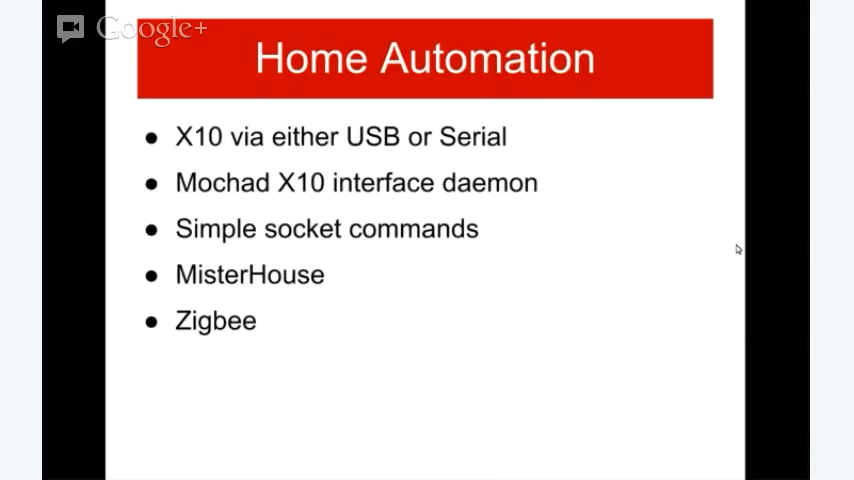 Google+
Home Automation
● X10 via either USB or Serial
● Mochad X10 interface daemon
● Simple socket commands
● MisterHouse
● Zigbee